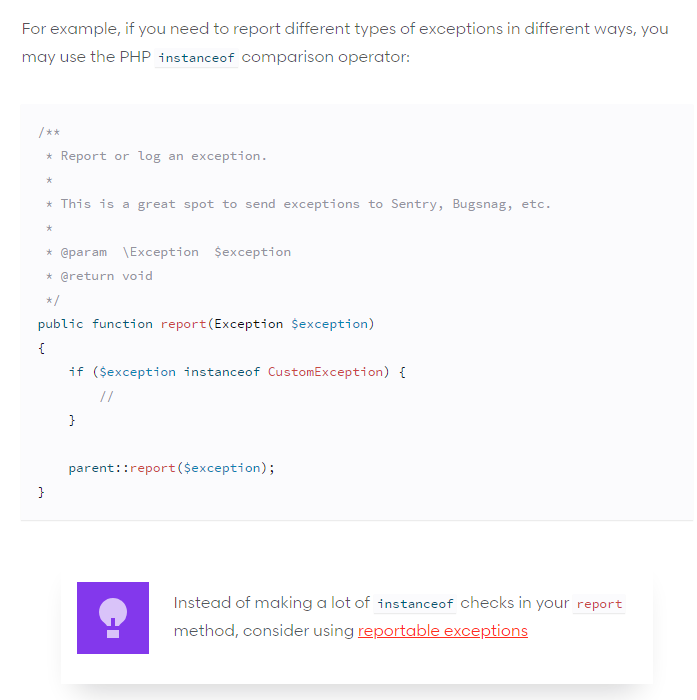 For example, if you need to report different types of exceptions in different ways, you
may use the PHP instanceof comparison operator:
/**
 * Report or log an exception.
 *
 * This is a great spot to send exceptions to Sentry, Bugsnag, etc.
 *
 * @param  \Exception  $exception
 * @return void
 */
public function report(Exception $exception)
{
    if ($exception instanceof CustomException) {
        //
    }

    parent::report($exception);
}
Instead of making a lot of instanceof checks in your report
method, consider using reportable exceptions